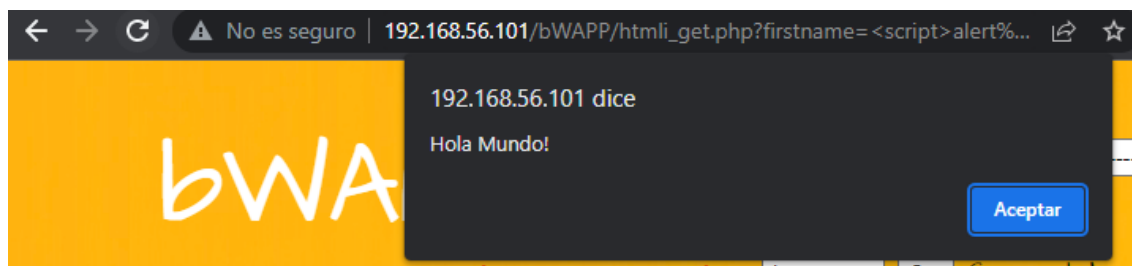 No es seguro | 192.168.56.101/bWAPP/htmli_get.php?firstname=<script>alert%...
192.168.56.101 dice
Hola Mundo!
bWA
Aceptar